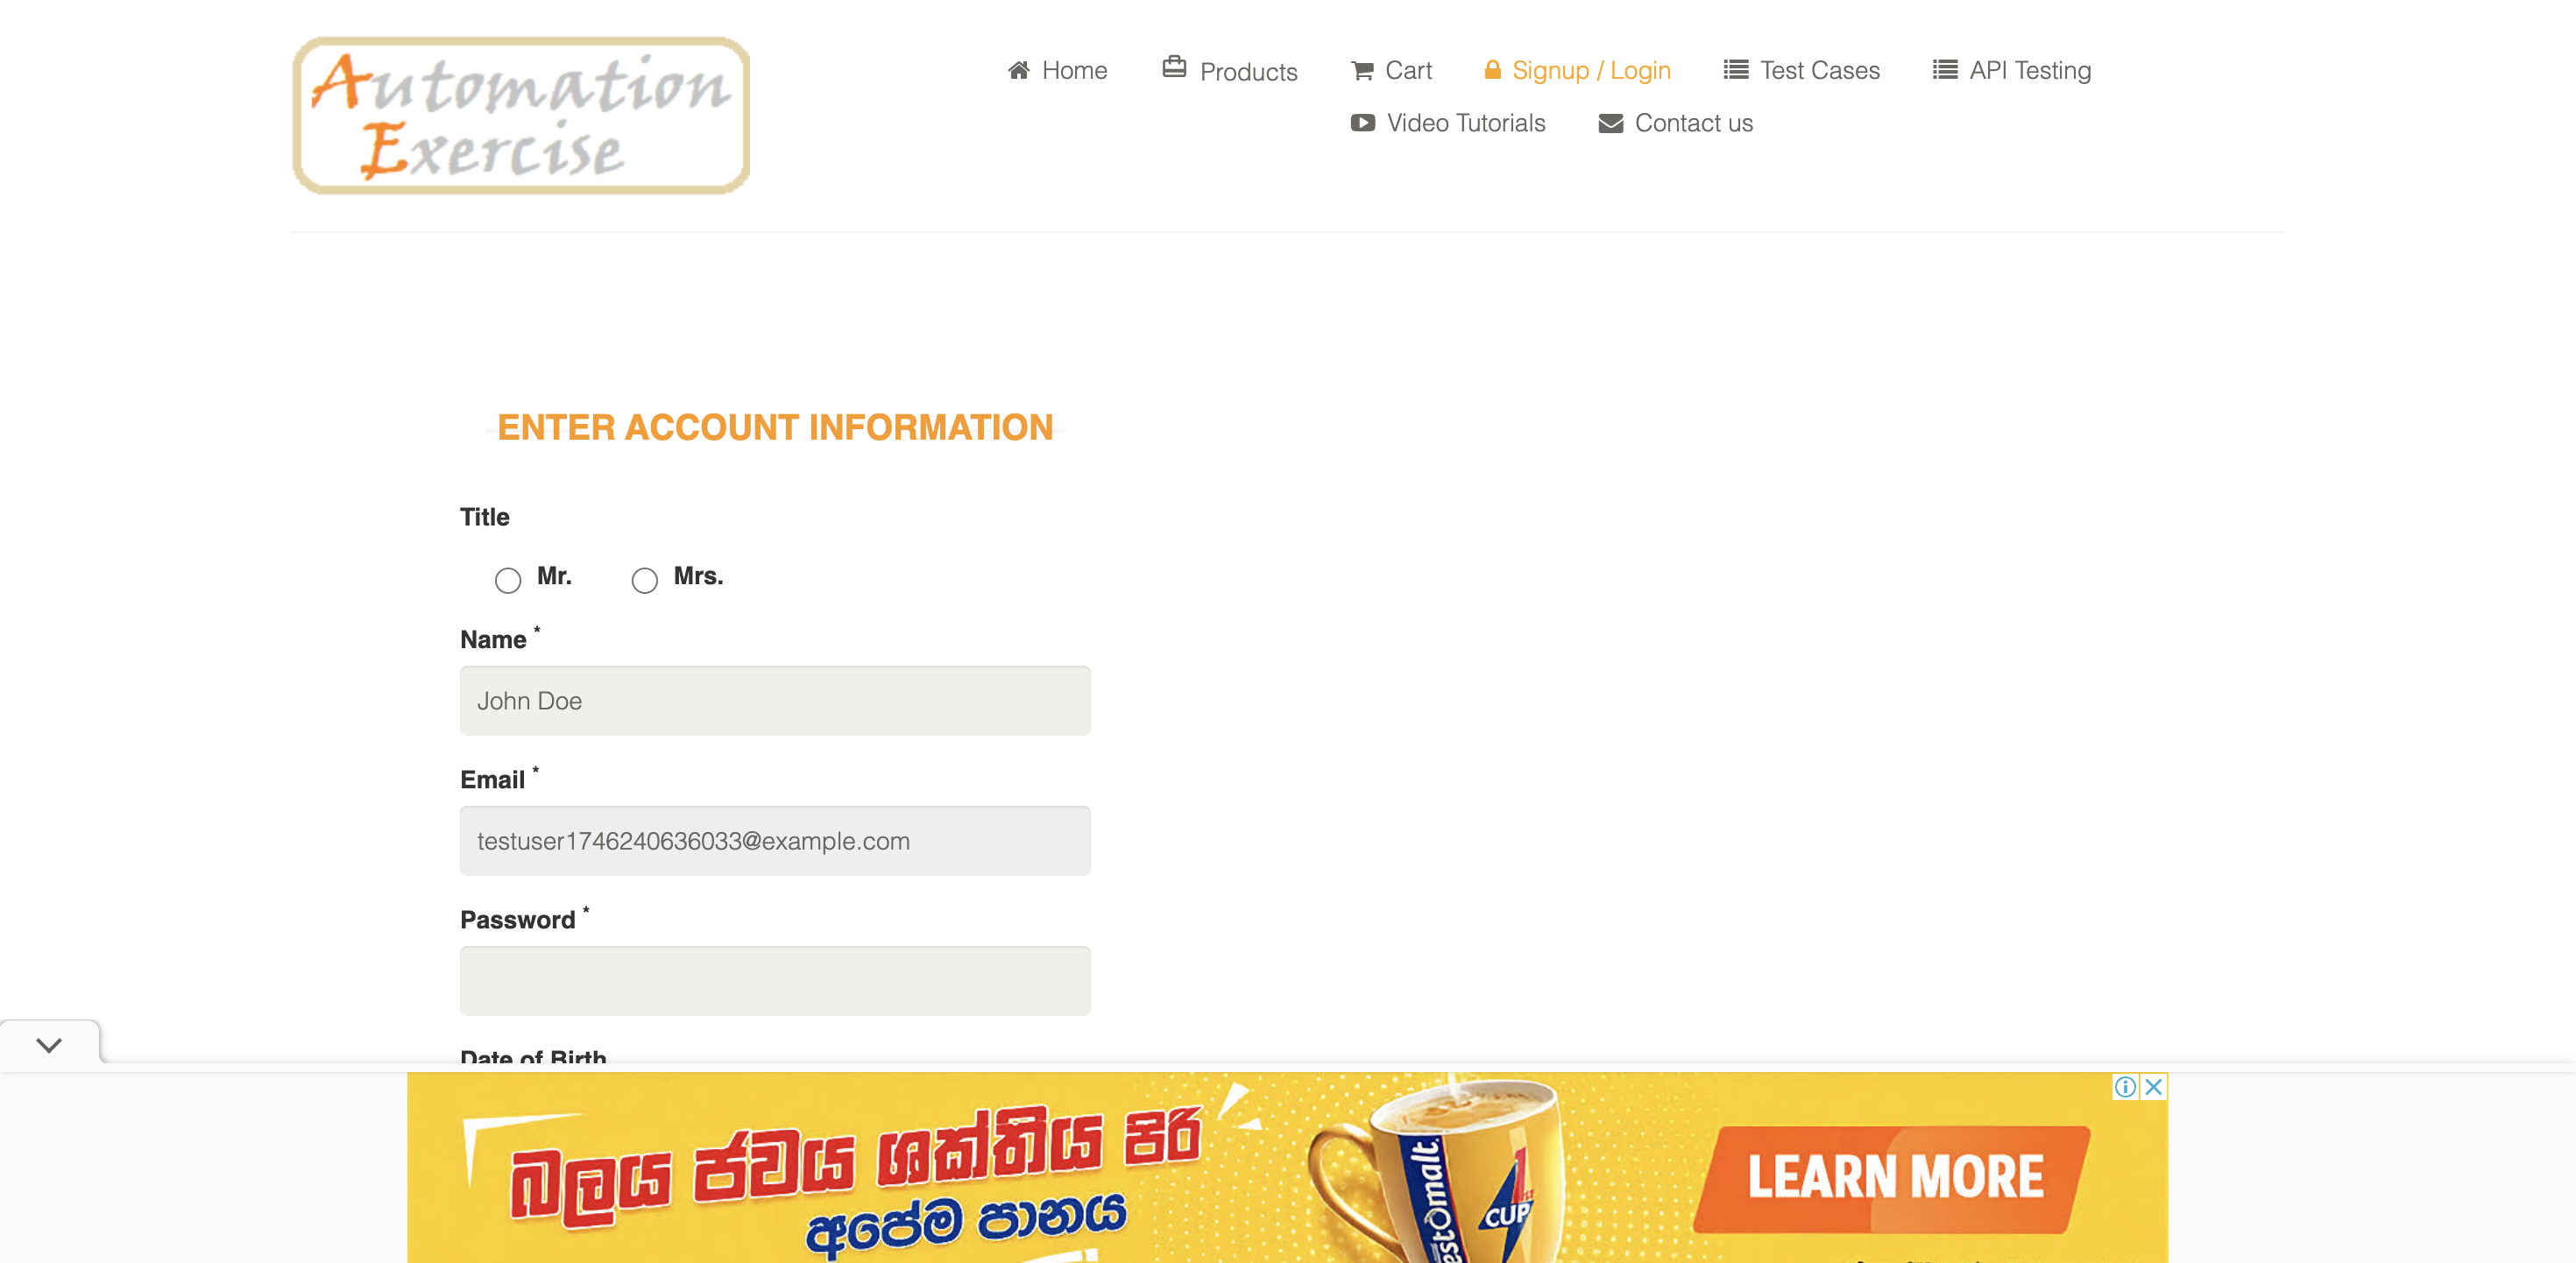 Automation
Exercise
Home Products Cart Signup / Login Test Cases API Testing
Video Tutorials Contact us
ENTER ACCOUNT INFORMATION
Title
Mr. Mrs.
Name *
John Doe
Email *
testuser1746240636033@example.com
Password *
Date of Birth
බලය ජවය ශක්තිය පිරි
අපේම පානය
estomalt
1
CUP
LEARN MORE